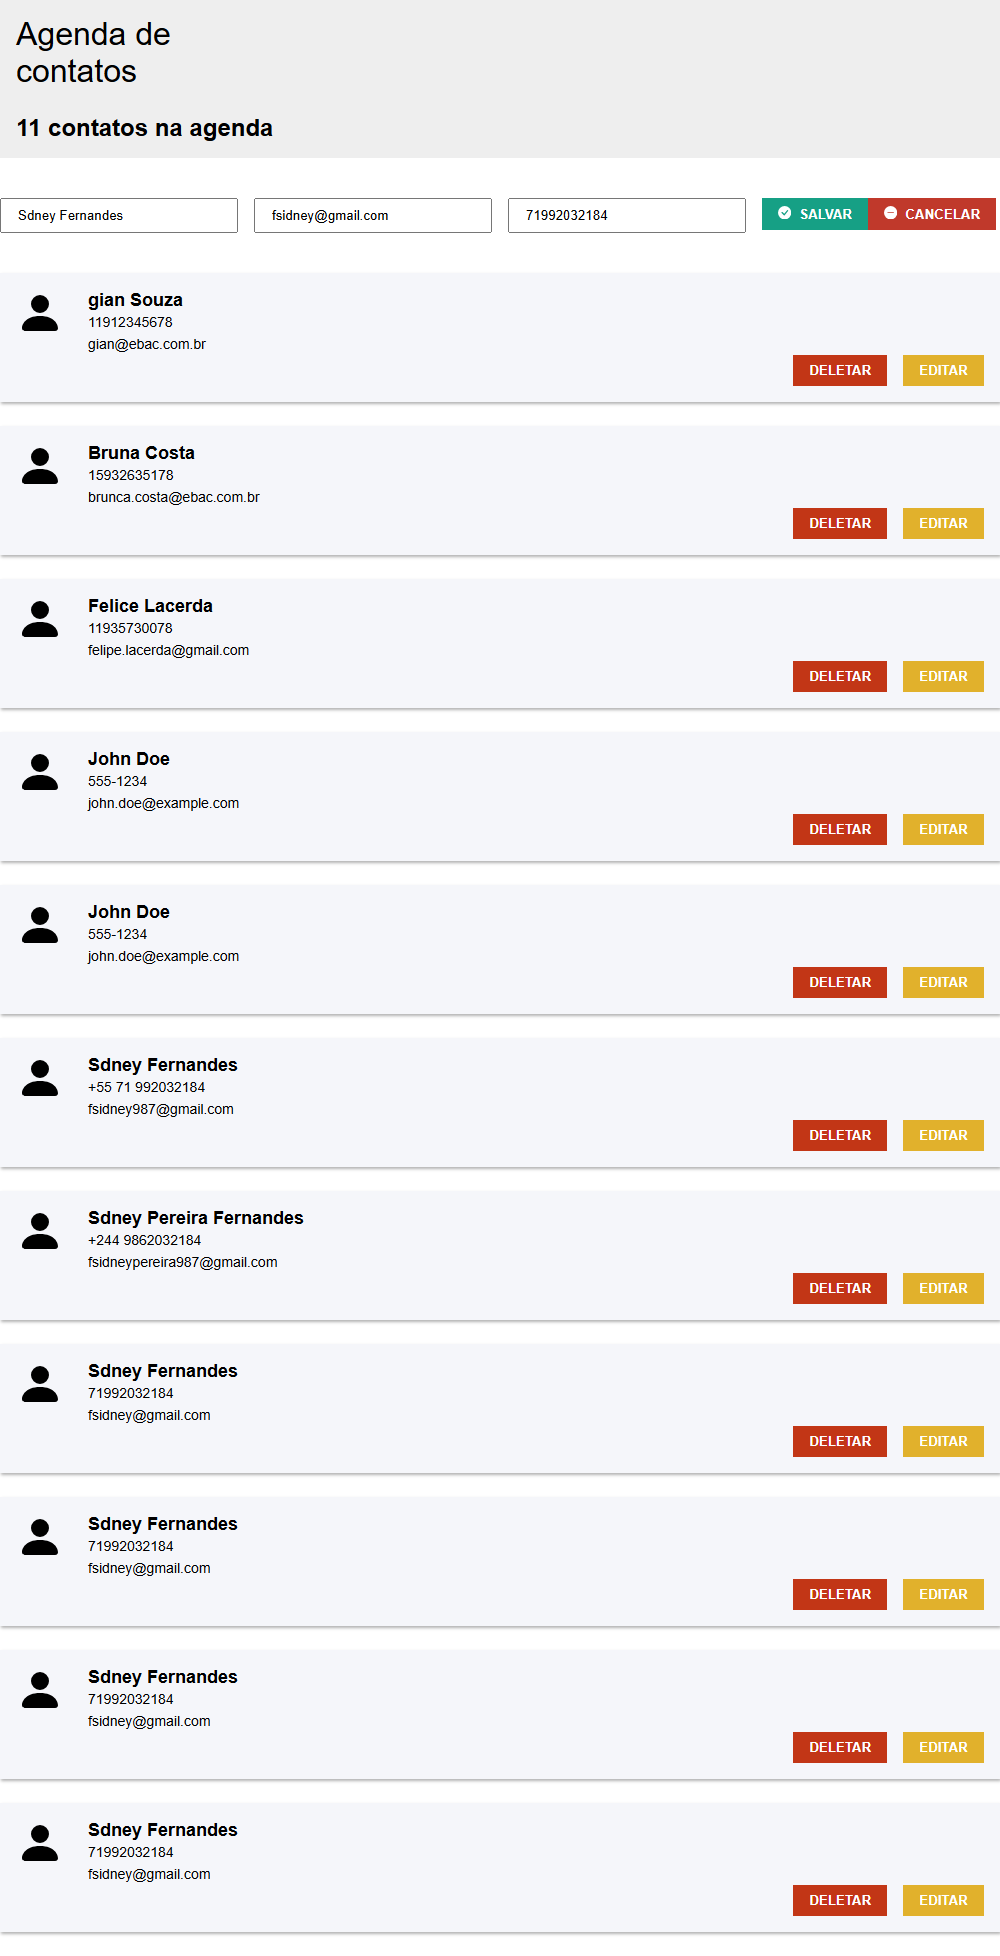 Agenda de
contatos
11 contatos na agenda
Sdney Fernandes fsidney@gmail.com 71992032184 SALVAR CANCELAR
gian Souza
11912345678
gian@ebac.com.br
DELETAR EDITAR
Bruna Costa
15932635178
brunca.costa@ebac.com.br
DELETAR EDITAR
Felice Lacerda
11935730078
felipe.lacerda@gmail.com
DELETAR EDITAR
John Doe
555-1234
john.doe@example.com
DELETAR EDITAR
John Doe
555-1234
john.doe@example.com
DELETAR EDITAR
Sdney Fernandes
+55 71 992032184
fsidney987@gmail.com
DELETAR EDITAR
Sdney Pereira Fernandes
+244 9862032184
fsidneypereira987@gmail.com
DELETAR EDITAR
Sdney Fernandes
71992032184
fsidney@gmail.com
DELETAR EDITAR
Sdney Fernandes
71992032184
fsidney@gmail.com
DELETAR EDITAR
Sdney Fernandes
71992032184
fsidney@gmail.com
DELETAR EDITAR
Sdney Fernandes
71992032184
fsidney@gmail.com
DELETAR EDITAR